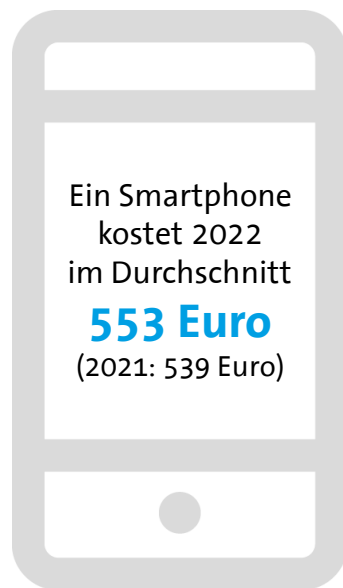 Ein Smartphone
kostet 2022
im Durchschnitt
553 Euro
(2021: 539 Euro)